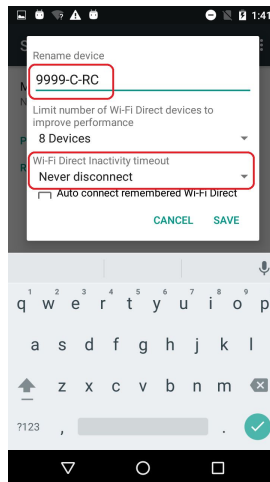 1:41
S
Rename device
9999-C-RC
Limit number of Wi-Fi Direct devices to
improve performance
8 Devices
Wi-Fi Direct Inactivity timeout
Never disconnect
Auto connect remembered Wi-Fi Direct
CANCEL SAVE
1 2 3 4 5 6 7 8 9
q w e r t y u i o p
a s d f g h j k l
z x c v b n m
?123 , .